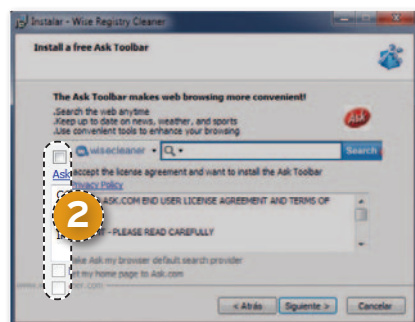 Instalar - Wise Registry Cleaner
Install a free Ask Toolbar
The Ask Toolbar makes web browsing more convenient!
.Search the web anytime
.Keep up to date on news, weather, and sports
.Use convenient tools to enhance your browsing
Ask
wisecleaner
Search
accept the license agreement and want to install the Ask Toolbar
Ask
Privacy Policy
ASK.COM END USER LICENSE AGREEMENT AND TERMS OF
- PLEASE READ CAREFULLY
2
Ask my browser default search provider
my home page to Ask.com
< Atrás
Siguiente >
Cancelar